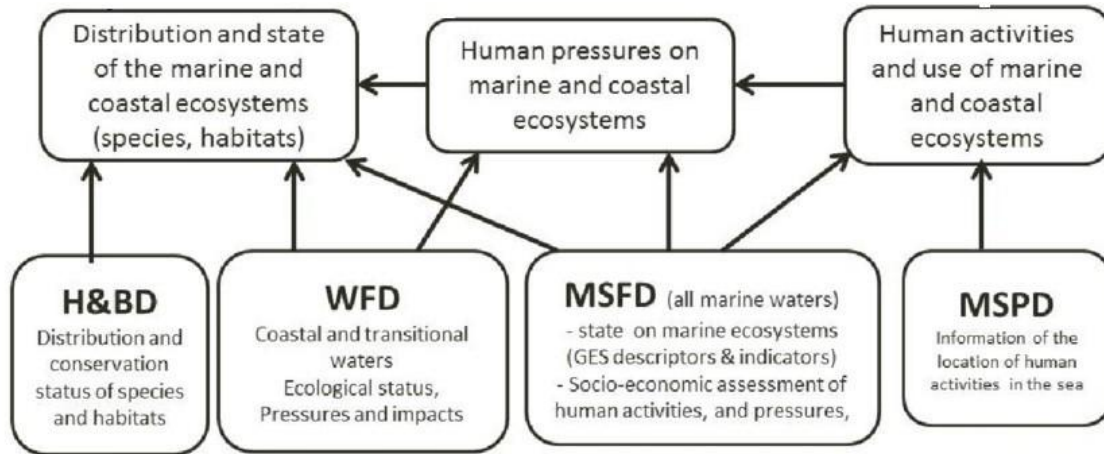 Distribution and state
of the marine and
coastal ecosystems
(species, habitats)
Human pressures on
marine and coastal
ecosystems
Human activities
and use of marine
and coastal
ecosystems
H&BD
Distribution and
conservation
status of species
and habitats
WFD
Coastal and transitional
waters
Ecological status,
Pressures and impacts
MSFD (all marine waters)
- state on marine ecosystems
(GES descriptors & indicators)
- Socio-economic assessment of
human activities, and pressures,
MSPD
Information of the
location of human
activities in the sea